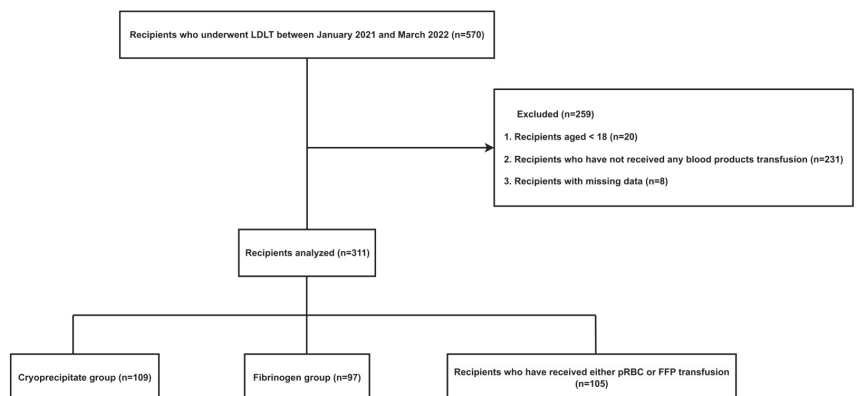 Recipients who underwent LDLT between January 2021 and March 2022 (n=570)
Excluded (n=259)
1. Recipients aged < 18 (n=20)
2. Recipients who have not received any blood products transfusion (n=231)
3. Recipients with missing data (n=8)
Recipients analyzed (n=311)
Cryoprecipitate group (n=109)
Fibrinogen group (n=97)
Recipients who have received either pRBC or FFP transfusion
(n=105)